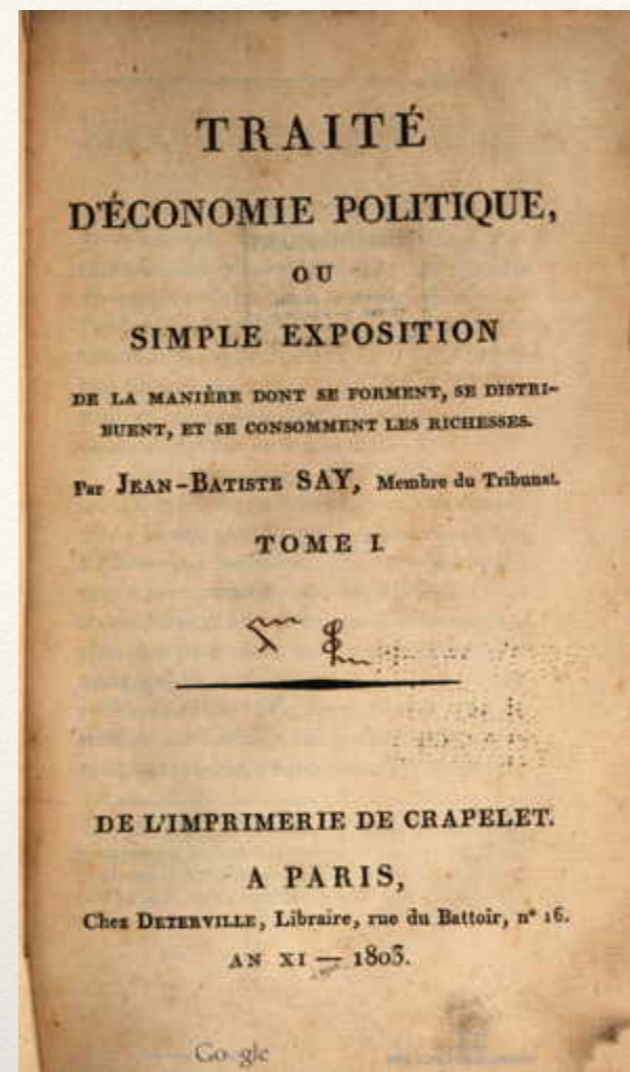 TRAITÉ
D'ÉCONOMIE POLITIQUE,
OU
SIMPLE EXPOSITION
DE LA MANIÈRE DONT SE FORMENT, SE DISTRI-
BUENT, ET SE CONSOMMENT LES RICHESSES.
Par JEAN-BATISTE SAY, Membre du Tribunat.
TOME I.
DE L'IMPRIMERIE DE CRAPELET.
A PARIS,
Chez DETERVILLE, Libraire, rue du Battoir, n° 16.
AN XI — 1803.
Google